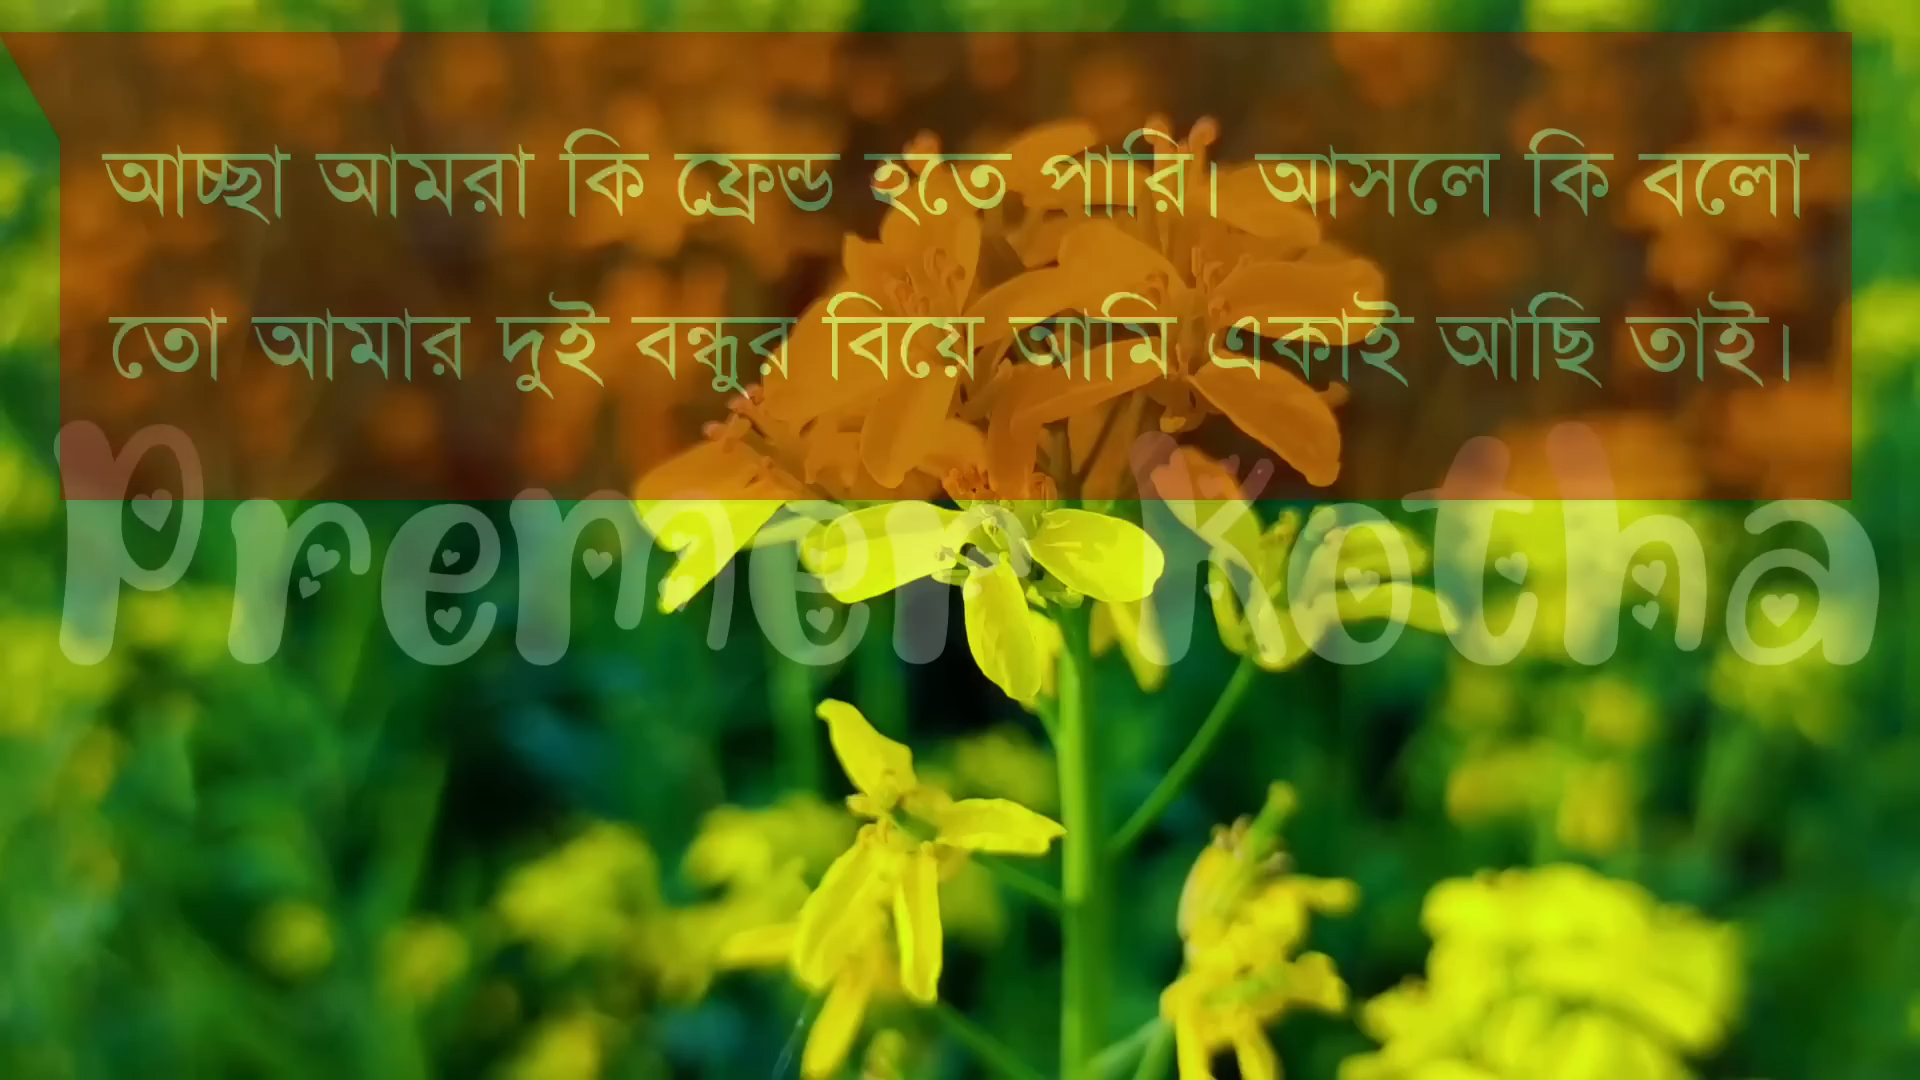 আচ্ছা আমরা কি ফ্রেন্ড হতে পারি। আসলে কি বলো
তো আমার দুই বন্ধুর বিয়ে আমি একাই আছি তাই।
Premer Kotha